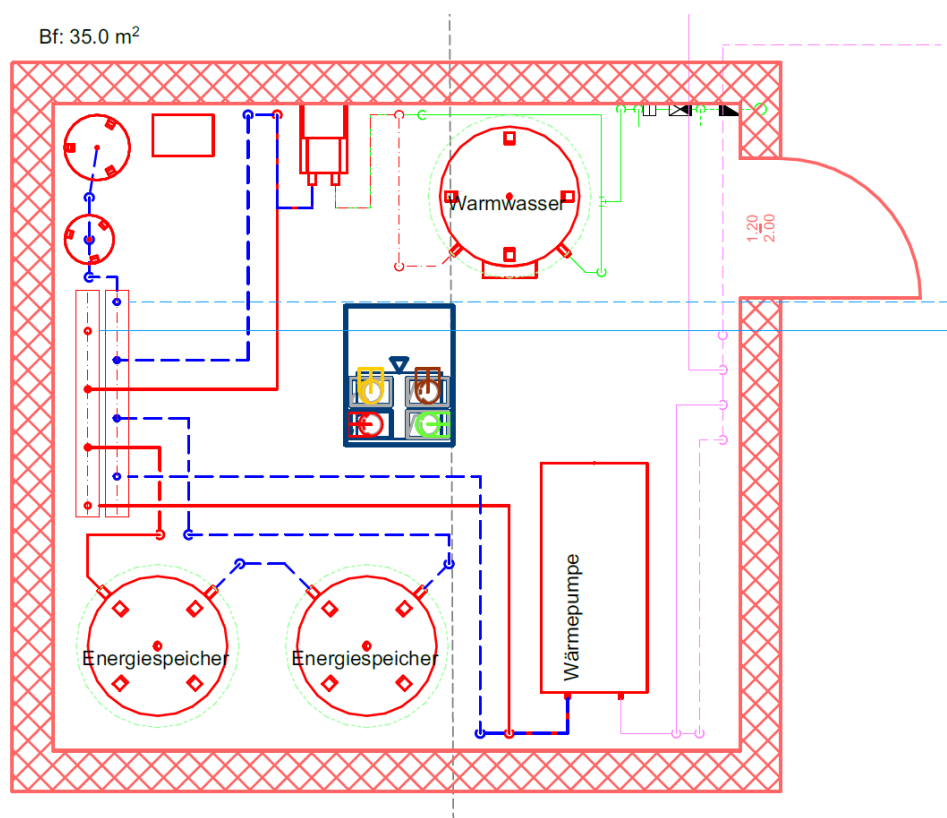 Bf: 35.0 m²
Warmwasser
1.20
2.00
Wärmepumpe
Energiespeicher
Energiespeicher